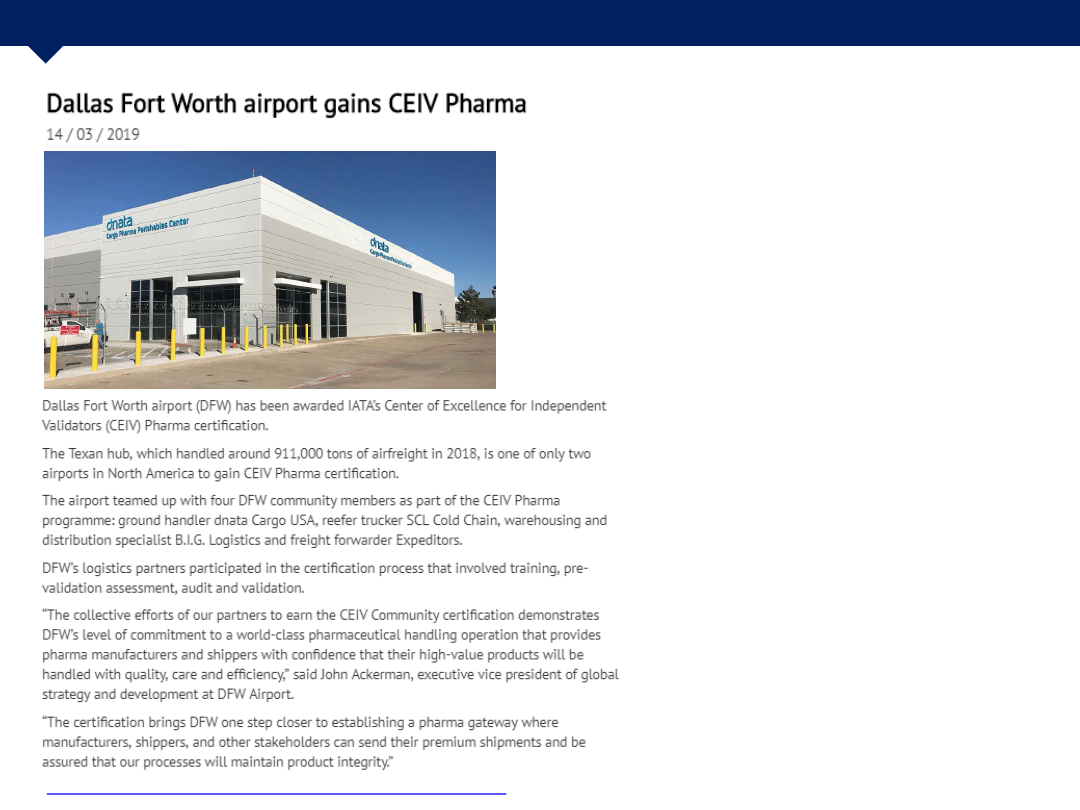 Dallas Fort Worth airport gains CEIV Pharma
14 / 03 / 2019
dnata
Cargo Pharma Perishables Center
dnata
Cargo Pharma Perishables Center
Dallas Fort Worth airport (DFW) has been awarded IATA's Center of Excellence for Independent
Validators (CEIV) Pharma certification.
The Texan hub, which handled around 911,000 tons of airfreight in 2018, is one of only two
airports in North America to gain CEIV Pharma certification.
The airport teamed up with four DFW community members as part of the CEIV Pharma
programme: ground handler dnata Cargo USA, reefer trucker SCL Cold Chain, warehousing and
distribution specialist B.I.G. Logistics and freight forwarder Expeditors.
DFW's logistics partners participated in the certification process that involved training, pre-
validation assessment, audit and validation.
“The collective efforts of our partners to earn the CEIV Community certification demonstrates
DFW's level of commitment to a world-class pharmaceutical handling operation that provides
pharma manufacturers and shippers with confidence that their high-value products will be
handled with quality, care and efficiency,” said John Ackerman, executive vice president of global
strategy and development at DFW Airport.
“The certification brings DFW one step closer to establishing a pharma gateway where
manufacturers, shippers, and other stakeholders can send their premium shipments and be
assured that our processes will maintain product integrity.”